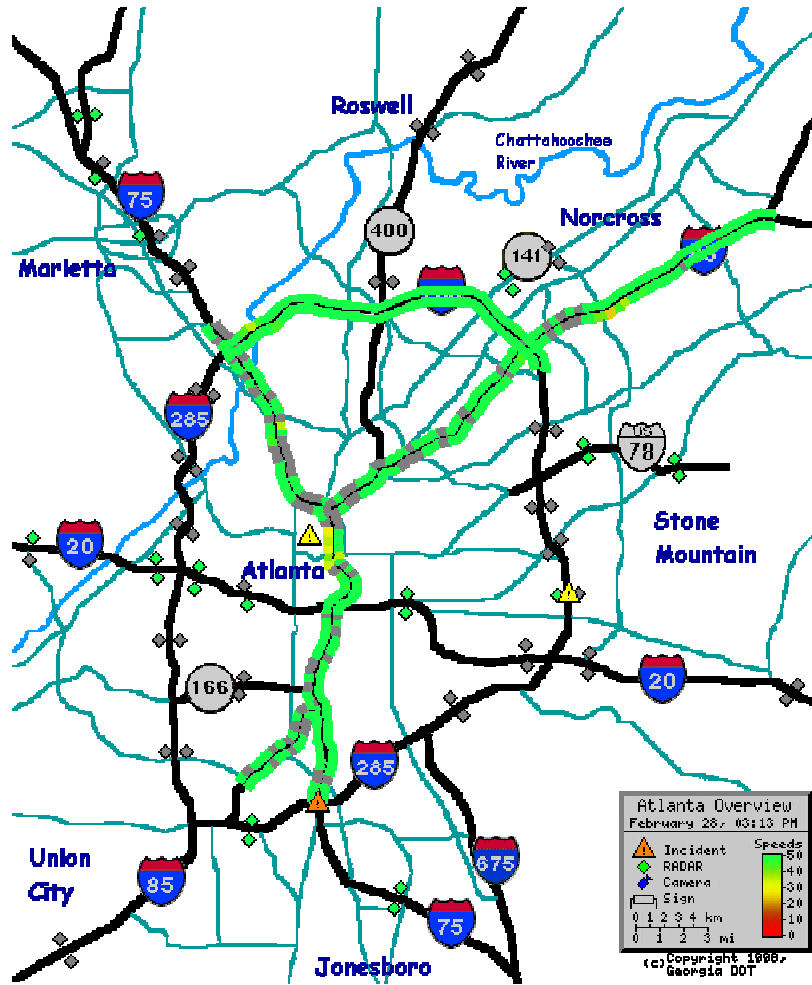 Roswell
Chattahoochee
River
75
400
Norcross
141
Marietta
285
US
78
Stone
Mountain
20
Atlanta
166
20
285
Union
City
85
675
75
Jonesboro
Atlanta Overview
February 28, 03:13 PM
Incident
RADAR
Camera
Sign
0 1 2 3 4 km
0 1 2 3 mi
Speeds
50
40
30
20
10
0
(c) Copyright 1998,
Georgia DOT